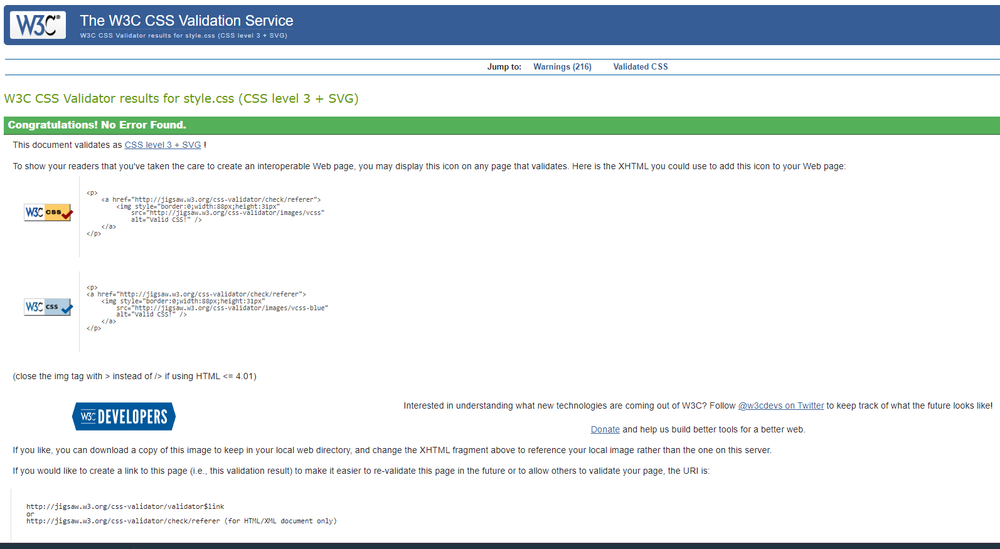 W3C®
The W3C CSS Validation Service
W3C CSS Validator results for style.css (CSS level 3 + SVG)
Jump to: Warnings (216) Validated CSS
W3C CSS Validator results for style.css (CSS level 3 + SVG)
Congratulations! No Error Found.
This document validates as CSS level 3 + SVG !
To show your readers that you've taken the care to create an interoperable Web page, you may display this icon on any page that validates. Here is the XHTML you could use to add this icon to your Web page:
W3C css
<p>
<a href="http://jigsaw.w3.org/css-validator/check/referer">
<img style="border:0;width:88px;height:31px"
src="http://jigsaw.w3.org/css-validator/images/vcss"
alt="Valid CSS!" />
</a>
</p>
W3C css
<p>
<a href="http://jigsaw.w3.org/css-validator/check/referer">
<img style="border:0;width:88px;height:31px"
src="http://jigsaw.w3.org/css-validator/images/vcss-blue"
alt="Valid CSS!" />
</a>
</p>
(close the img tag with > instead of /> if using HTML <= 4.01)
W3C DEVELOPERS
Interested in understanding what new technologies are coming out of W3C? Follow @w3cdevs on Twitter to keep track of what the future looks like!
Donate and help us build better tools for a better web.
If you like, you can download a copy of this image to keep in your local web directory, and change the XHTML fragment above to reference your local image rather than the one on this server.
If you would like to create a link to this page (i.e., this validation result) to make it easier to re-validate this page in the future or to allow others to validate your page, the URI is:
http://jigsaw.w3.org/css-validator/validator$link
or
http://jigsaw.w3.org/css-validator/check/referer (for HTML/XML document only)